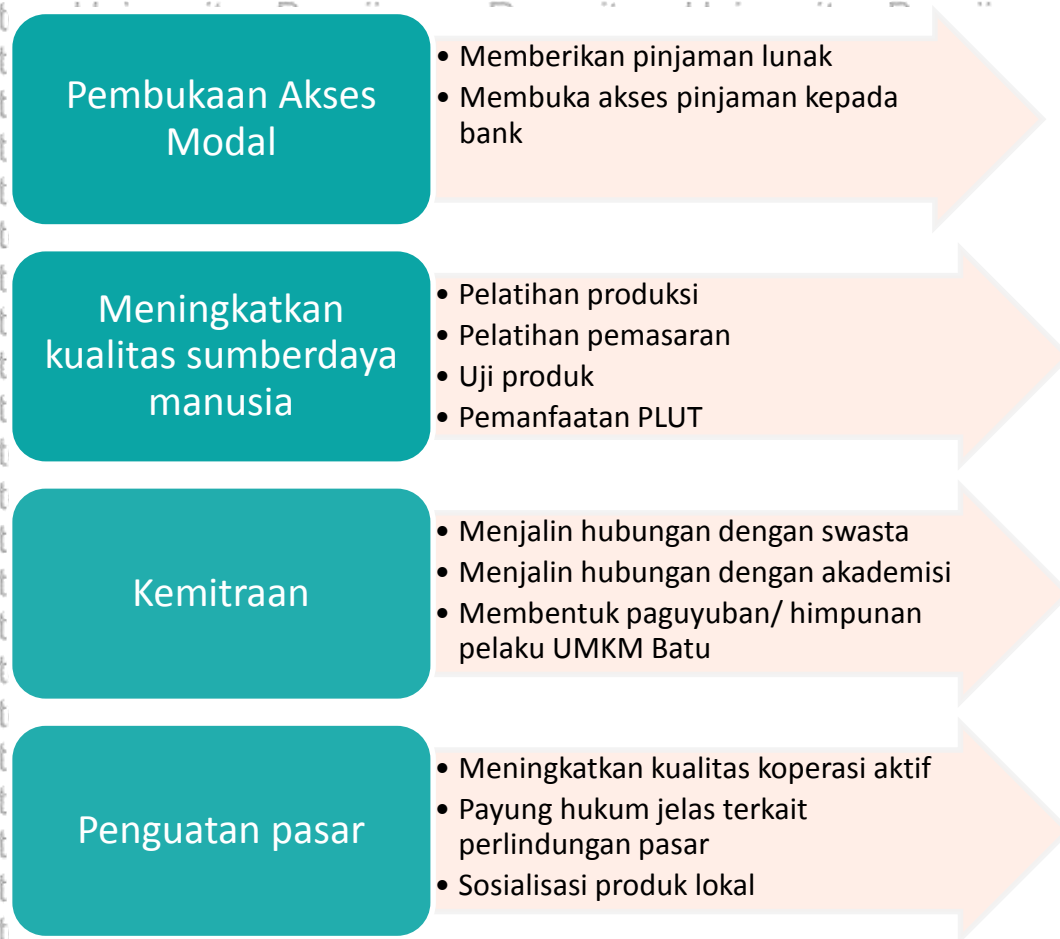 Pembukaan Akses
Modal
• Memberikan pinjaman lunak
• Membuka akses pinjaman kepada
bank
Meningkatkan
kualitas sumberdaya
manusia
• Pelatihan produksi
• Pelatihan pemasaran
• Uji produk
• Pemanfaatan PLUT
Kemitraan
• Menjalin hubungan dengan swasta
• Menjalin hubungan dengan akademisi
• Membentuk paguyuban/ himpunan
pelaku UMKM Batu
Penguatan pasar
• Meningkatkan kualitas koperasi aktif
• Payung hukum jelas terkait
perlindungan pasar
• Sosialisasi produk lokal